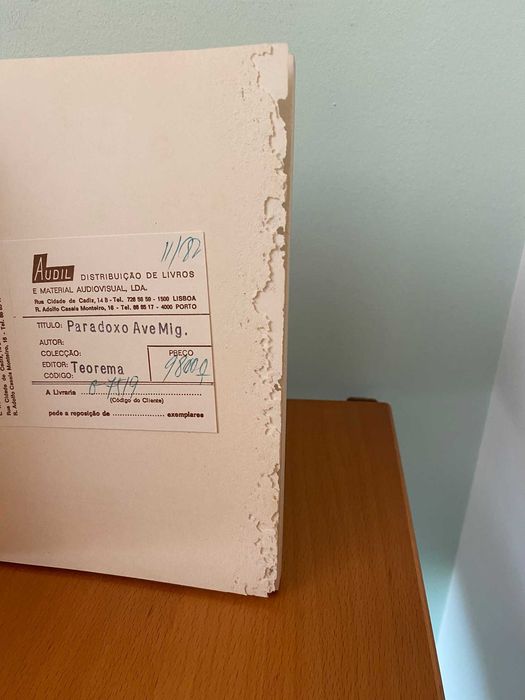 11/82
AUDIL DISTRIBUIÇÃO DE LIVROS
E MATERIAL AUDIOVISUAL, LDA.
Rua Cidade de Cadiz, 14 B - Tel. 726 56 50 - 1500 LISBOA
R. Adolfo Casais Monteiro, 16 - Tel. 66 65 17 - 4000 PORTO
TITULO: Paradoxo Ave Mig.
AUTOR:
COLECÇÃO:
PREÇO
EDITOR: Teorema
CÓDIGO:
A Livraria
(Código do Cliente)
pede a reposição de exemplares